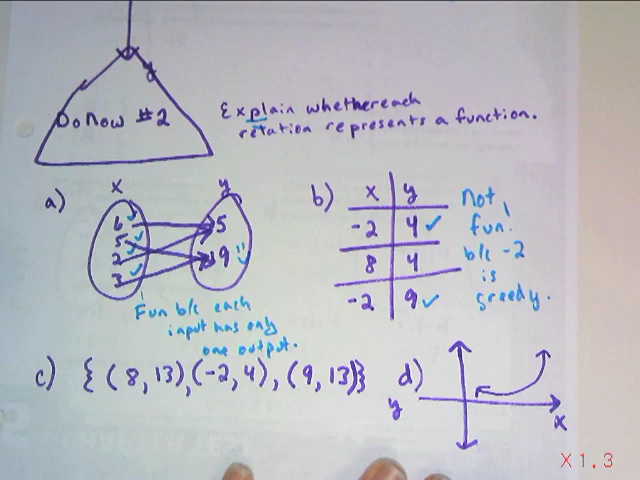 Do Now #2
Explain whether each
relation represents a function.
a)
x y
6 5
5 9
2
3
Fun b/c each
input has only
one output.
b)
x y
-2 4 ✓
8 4
-2 9 ✓
Not
fun.
b/c -2
is
greedy.
c) { (8, 13), (-2, 4), (9, 13)}
d)
y
x
X1.3